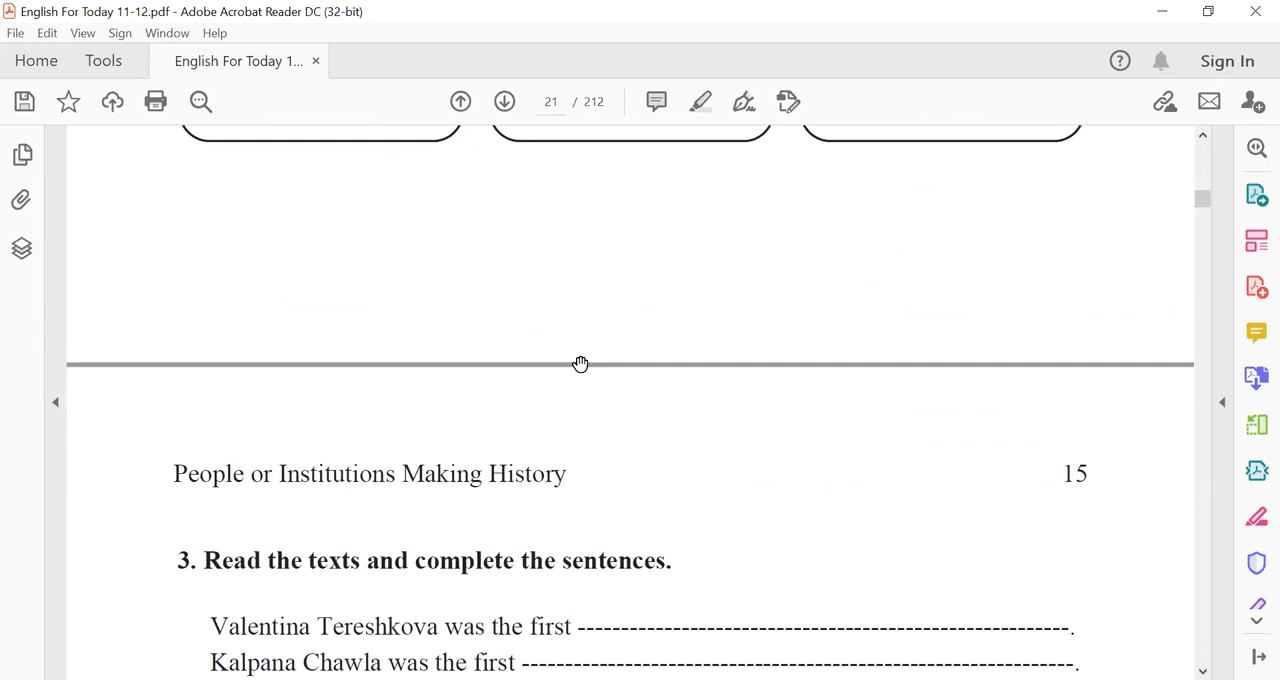 English For Today 11-12.pdf - Adobe Acrobat Reader DC (32-bit)
File Edit View Sign Window Help
Home Tools English For Today 1... × Sign In
21 / 212
People or Institutions Making History 15
3. Read the texts and complete the sentences.
Valentina Tereshkova was the first ---------------------------------------------------------.
Kalpana Chawla was the first ----------------------------------------------------------------.